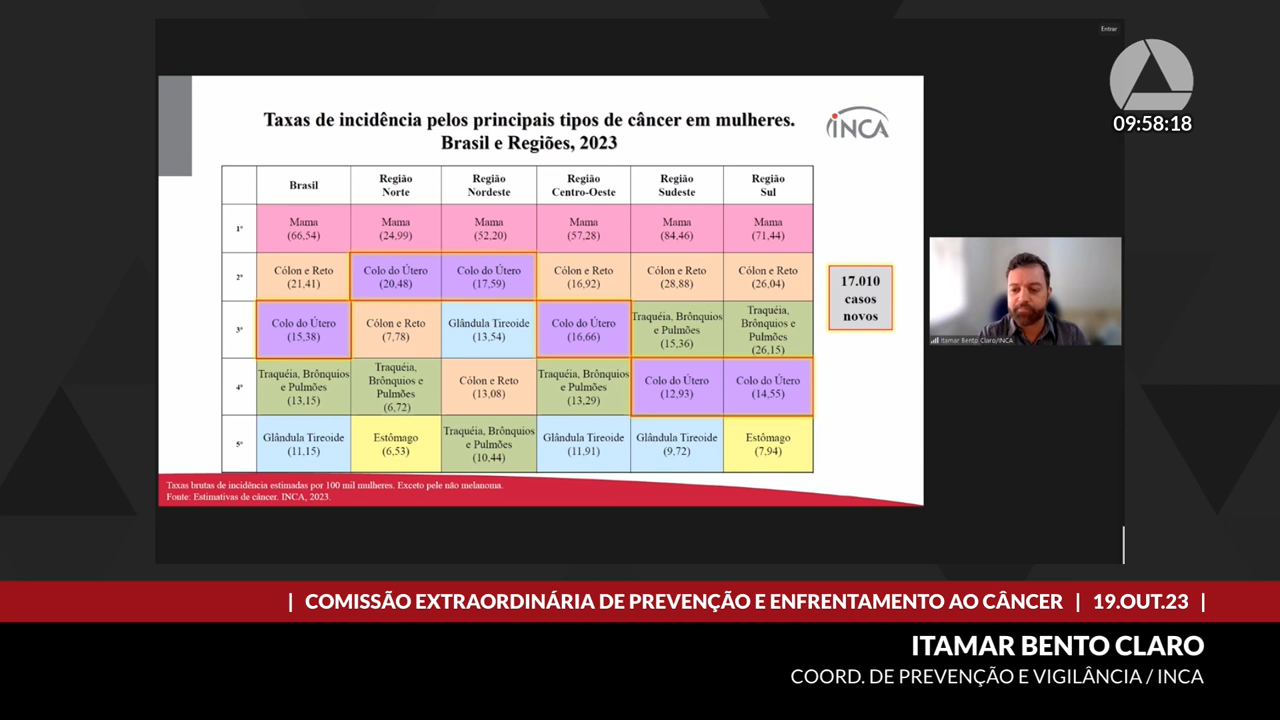 Entrar
09:58:18
Taxas de incidência pelos principais tipos de câncer em mulheres.
Brasil e Regiões, 2023
INCA
Brasil
Região
Norte
Região
Nordeste
Região
Centro-Oeste
Região
Sudeste
Região
Sul
1º
Mama
(66,54)
Mama
(24,99)
Mama
(52,20)
Mama
(57,28)
Mama
(84,46)
Mama
(71,44)
2º
Cólon e Reto
(21,41)
Colo do Útero
(20,48)
Colo do Útero
(17,59)
Cólon e Reto
(16,92)
Cólon e Reto
(28,88)
Cólon e Reto
(26,04)
3º
Colo do Útero
(15,38)
Cólon e Reto
(7,78)
Glândula Tireoide
(13,54)
Colo do Útero
(16,66)
Traquéia, Brônquios
e Pulmões
(15,36)
Traquéia,
Brônquios e
Pulmões
(26,15)
4º
Traquéia, Brônquios
e Pulmões
(13,15)
Traquéia,
Brônquios e
Pulmões
(6,72)
Cólon e Reto
(13,08)
Traquéia, Brônquios
e Pulmões
(13,29)
Colo do Útero
(12,93)
Colo do Útero
(14,55)
5º
Glândula Tireoide
(11,15)
Estômago
(6,53)
Traquéia, Brônquios
e Pulmões
(10,44)
Glândula Tireoide
(11,91)
Glândula Tireoide
(9,72)
Estômago
(7,94)
17.010
casos
novos
Taxas brutas de incidência estimadas por 100 mil mulheres. Exceto pele não melanoma.
Fonte: Estimativas de câncer. INCA, 2023.
Itamar Bento Claro/INCA
| COMISSÃO EXTRAORDINÁRIA DE PREVENÇÃO E ENFRENTAMENTO AO CÂNCER | 19.OUT.23 |
ITAMAR BENTO CLARO
COORD. DE PREVENÇÃO E VIGILÂNCIA / INCA